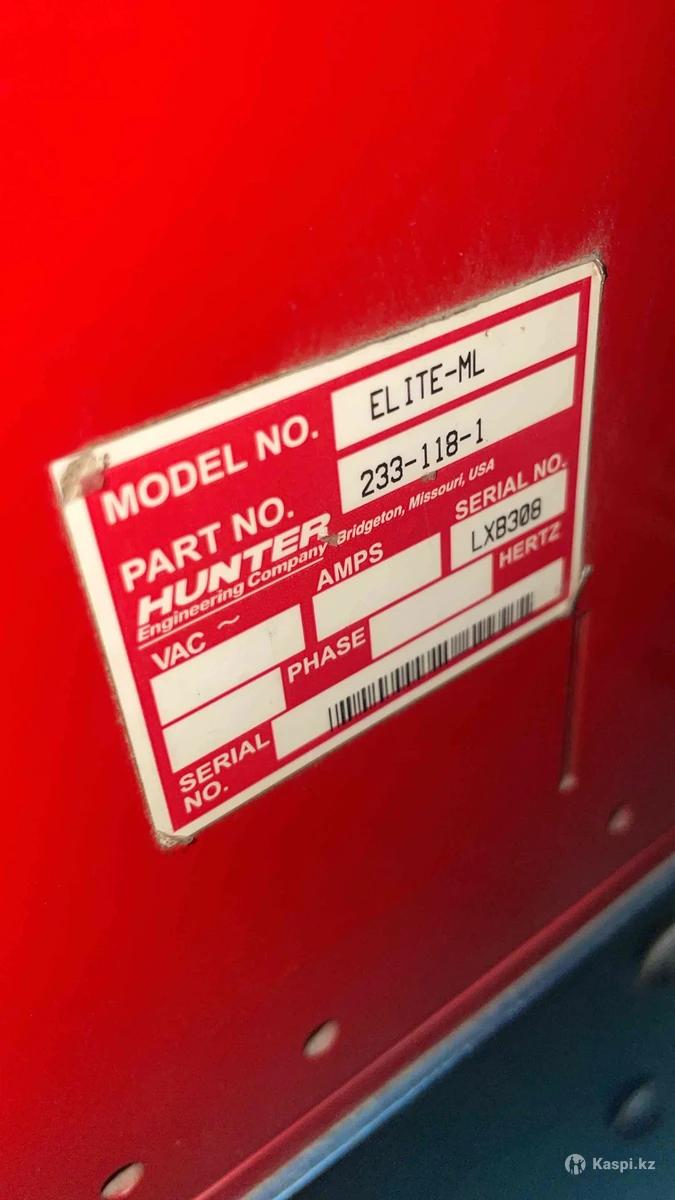 MODEL NO. ELITE-ML
PART NO. 233-118-1
HUNTER Bridgeton, Missouri, USA
Engineering Company
SERIAL NO.
LXB308
VAC ~
AMPS
HERTZ
PHASE
SERIAL
NO.
Kaspi.kz